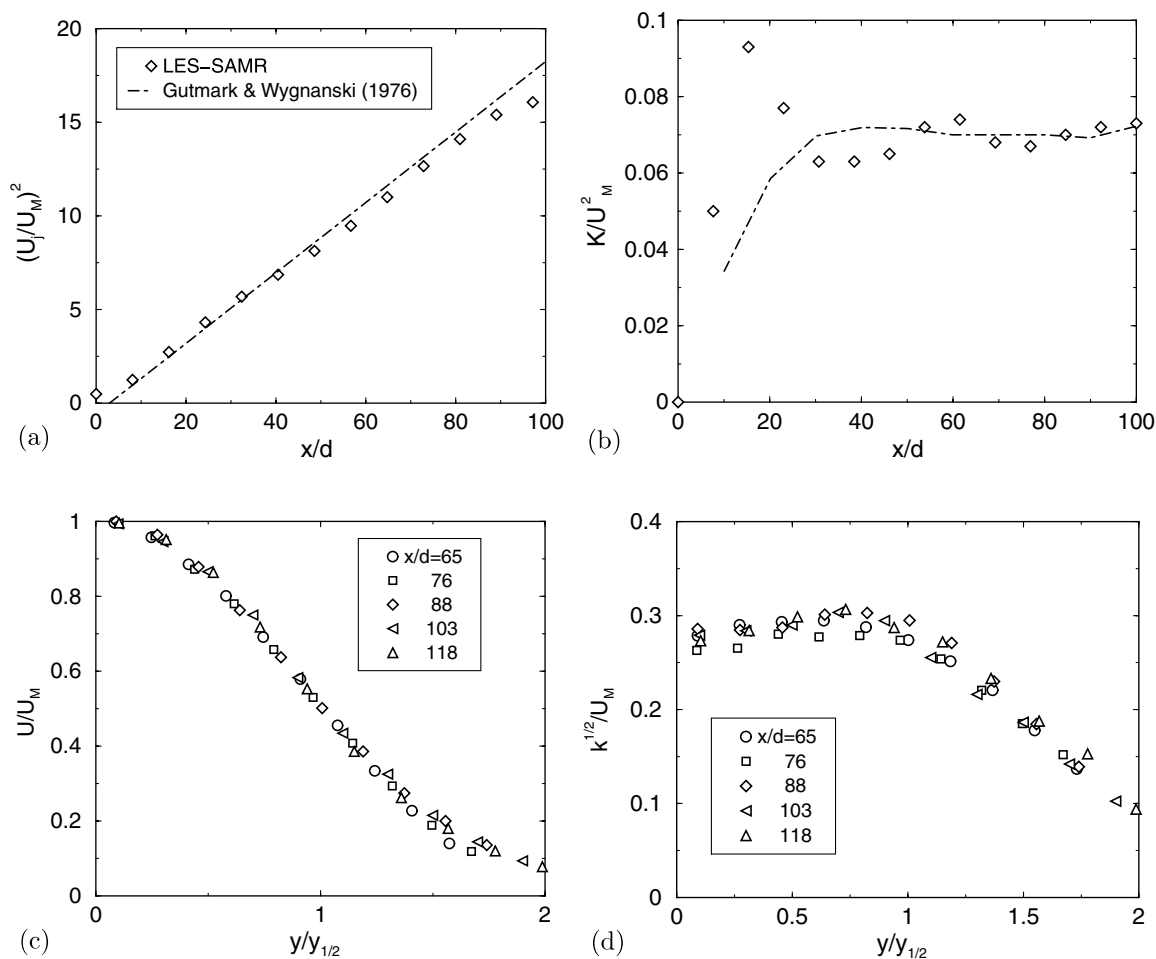 20
15
10
5
0
(U_j/U_M)^2
LES−SAMR
Gutmark & Wygnanski (1976)
0 20 40 60 80 100
x/d
(a)
0.1
0.08
0.06
0.04
0.02
0
K/U^2_M
0 20 40 60 80 100
x/d
(b)
1
0.8
0.6
0.4
0.2
0
U/U_M
x/d=65
76
88
103
118
0 1 2
y/y_{1/2}
(c)
0.4
0.3
0.2
0.1
0
k^{1/2}/U_M
x/d=65
76
88
103
118
0 0.5 1 1.5 2
y/y_{1/2}
(d)